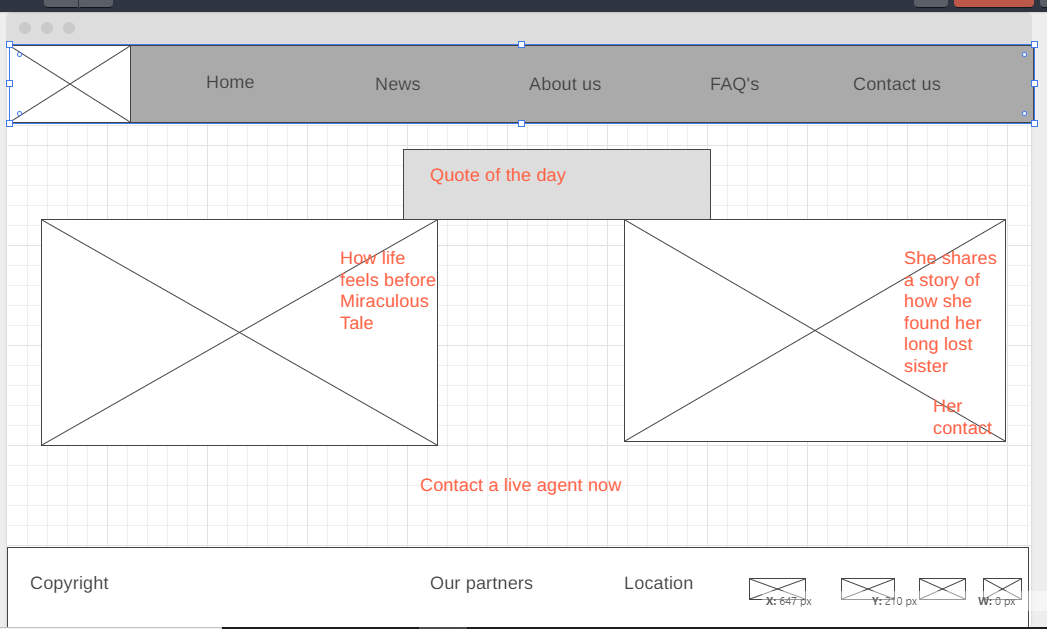 Home
News
About us
FAQ's
Contact us
Quote of the day
How life
feels before
Miraculous
Tale
She shares
a story of
how she
found her
long lost
sister
Her
contact
Contact a live agent now
Copyright
Our partners
Location
X: 647 px
Y: 210 px
W: 0 px